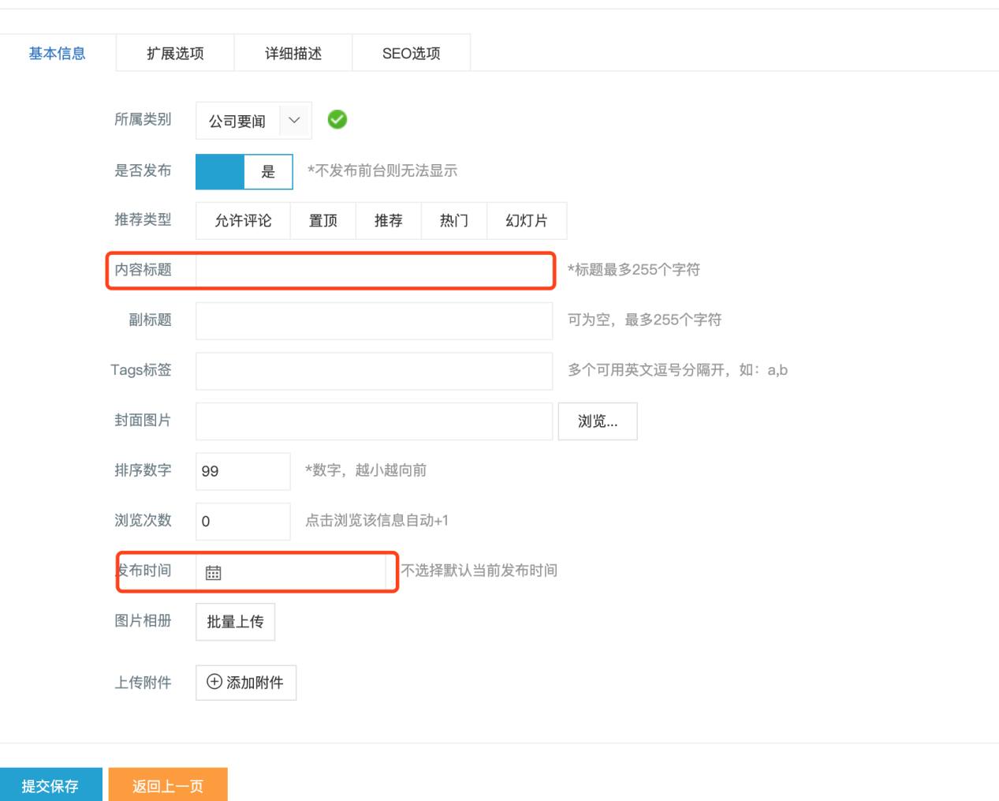 基本信息 扩展选项 详细描述 SEO选项
所属类别 公司要闻
是否发布 是 *不发布前台则无法显示
推荐类型 允许评论 置顶 推荐 热门 幻灯片
内容标题 *标题最多255个字符
副标题 可为空，最多255个字符
Tags标签 多个可用英文逗号分隔开，如：a,b
封面图片 浏览...
排序数字 99 *数字，越小越向前
浏览次数 0 点击浏览该信息自动+1
发布时间 不选择默认当前发布时间
图片相册 批量上传
上传附件 添加附件
提交保存 返回上一页